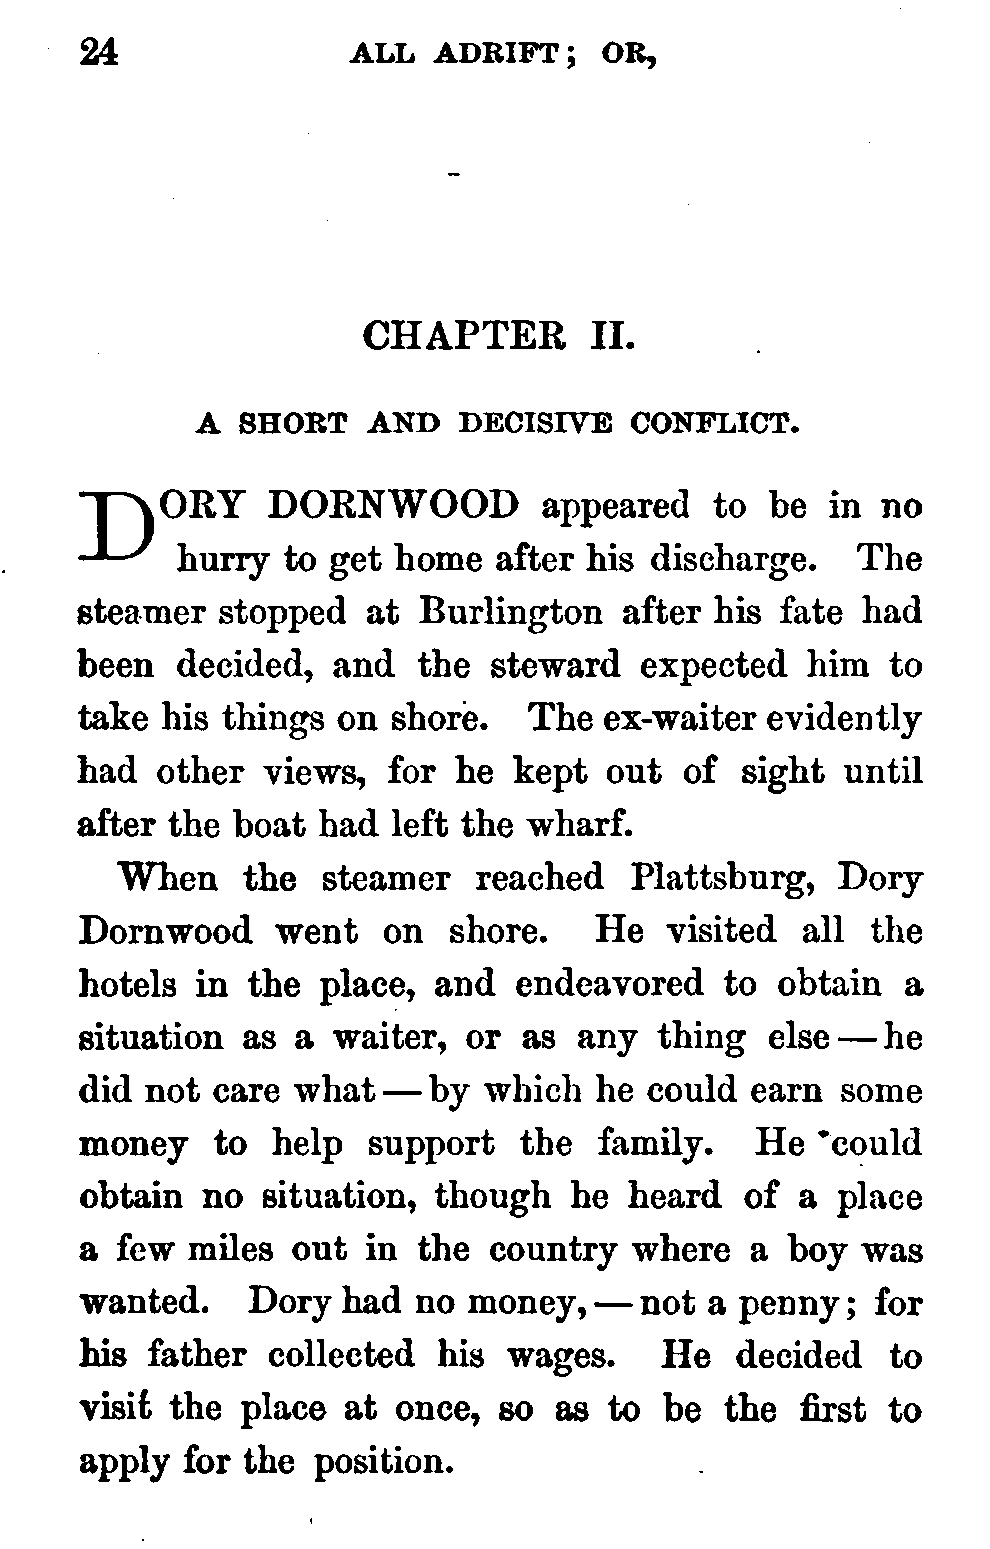 24 ALL ADRIFT; OR,
CHAPTER II.
A SHORT AND DECISIVE CONFLICT.
DORY DORNWOOD appeared to be in no
hurry to get home after his discharge. The
steamer stopped at Burlington after his fate had
been decided, and the steward expected him to
take his things on shore. The ex-waiter evidently
had other views, for he kept out of sight until
after the boat had left the wharf.
When the steamer reached Plattsburg, Dory
Dornwood went on shore. He visited all the
hotels in the place, and endeavored to obtain a
situation as a waiter, or as any thing else — he
did not care what — by which he could earn some
money to help support the family. He could
obtain no situation, though he heard of a place
a few miles out in the country where a boy was
wanted. Dory had no money, — not a penny; for
his father collected his wages. He decided to
visit the place at once, so as to be the first to
apply for the position.